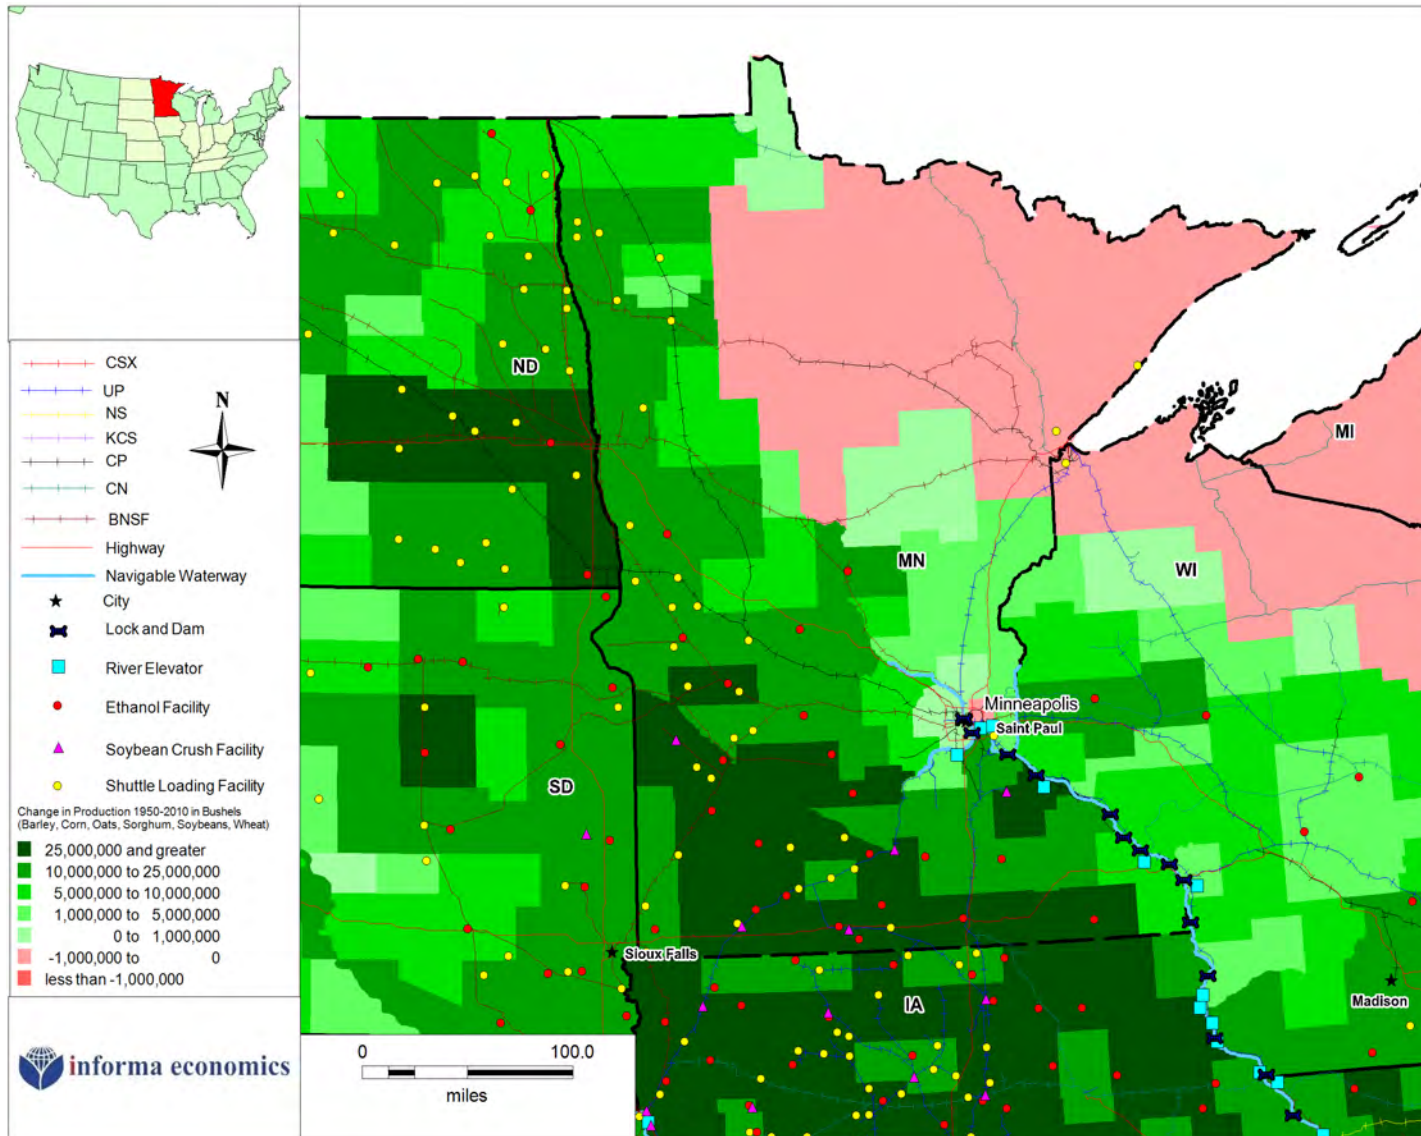 CSX
UP
NS
KCS
CP
CN
BNSF
Highway
Navigable Waterway
City
Lock and Dam
River Elevator
Ethanol Facility
Soybean Crush Facility
Shuttle Loading Facility
N
Change in Production 1950-2010 in Bushels
(Barley, Corn, Oats, Sorghum, Soybeans, Wheat)
25,000,000 and greater
10,000,000 to 25,000,000
5,000,000 to 10,000,000
1,000,000 to 5,000,000
0 to 1,000,000
-1,000,000 to 0
less than -1,000,000
informa economics
ND
MI
MN
WI
Minneapolis
Saint Paul
SD
Sioux Falls
IA
Madison
0 100.0
miles